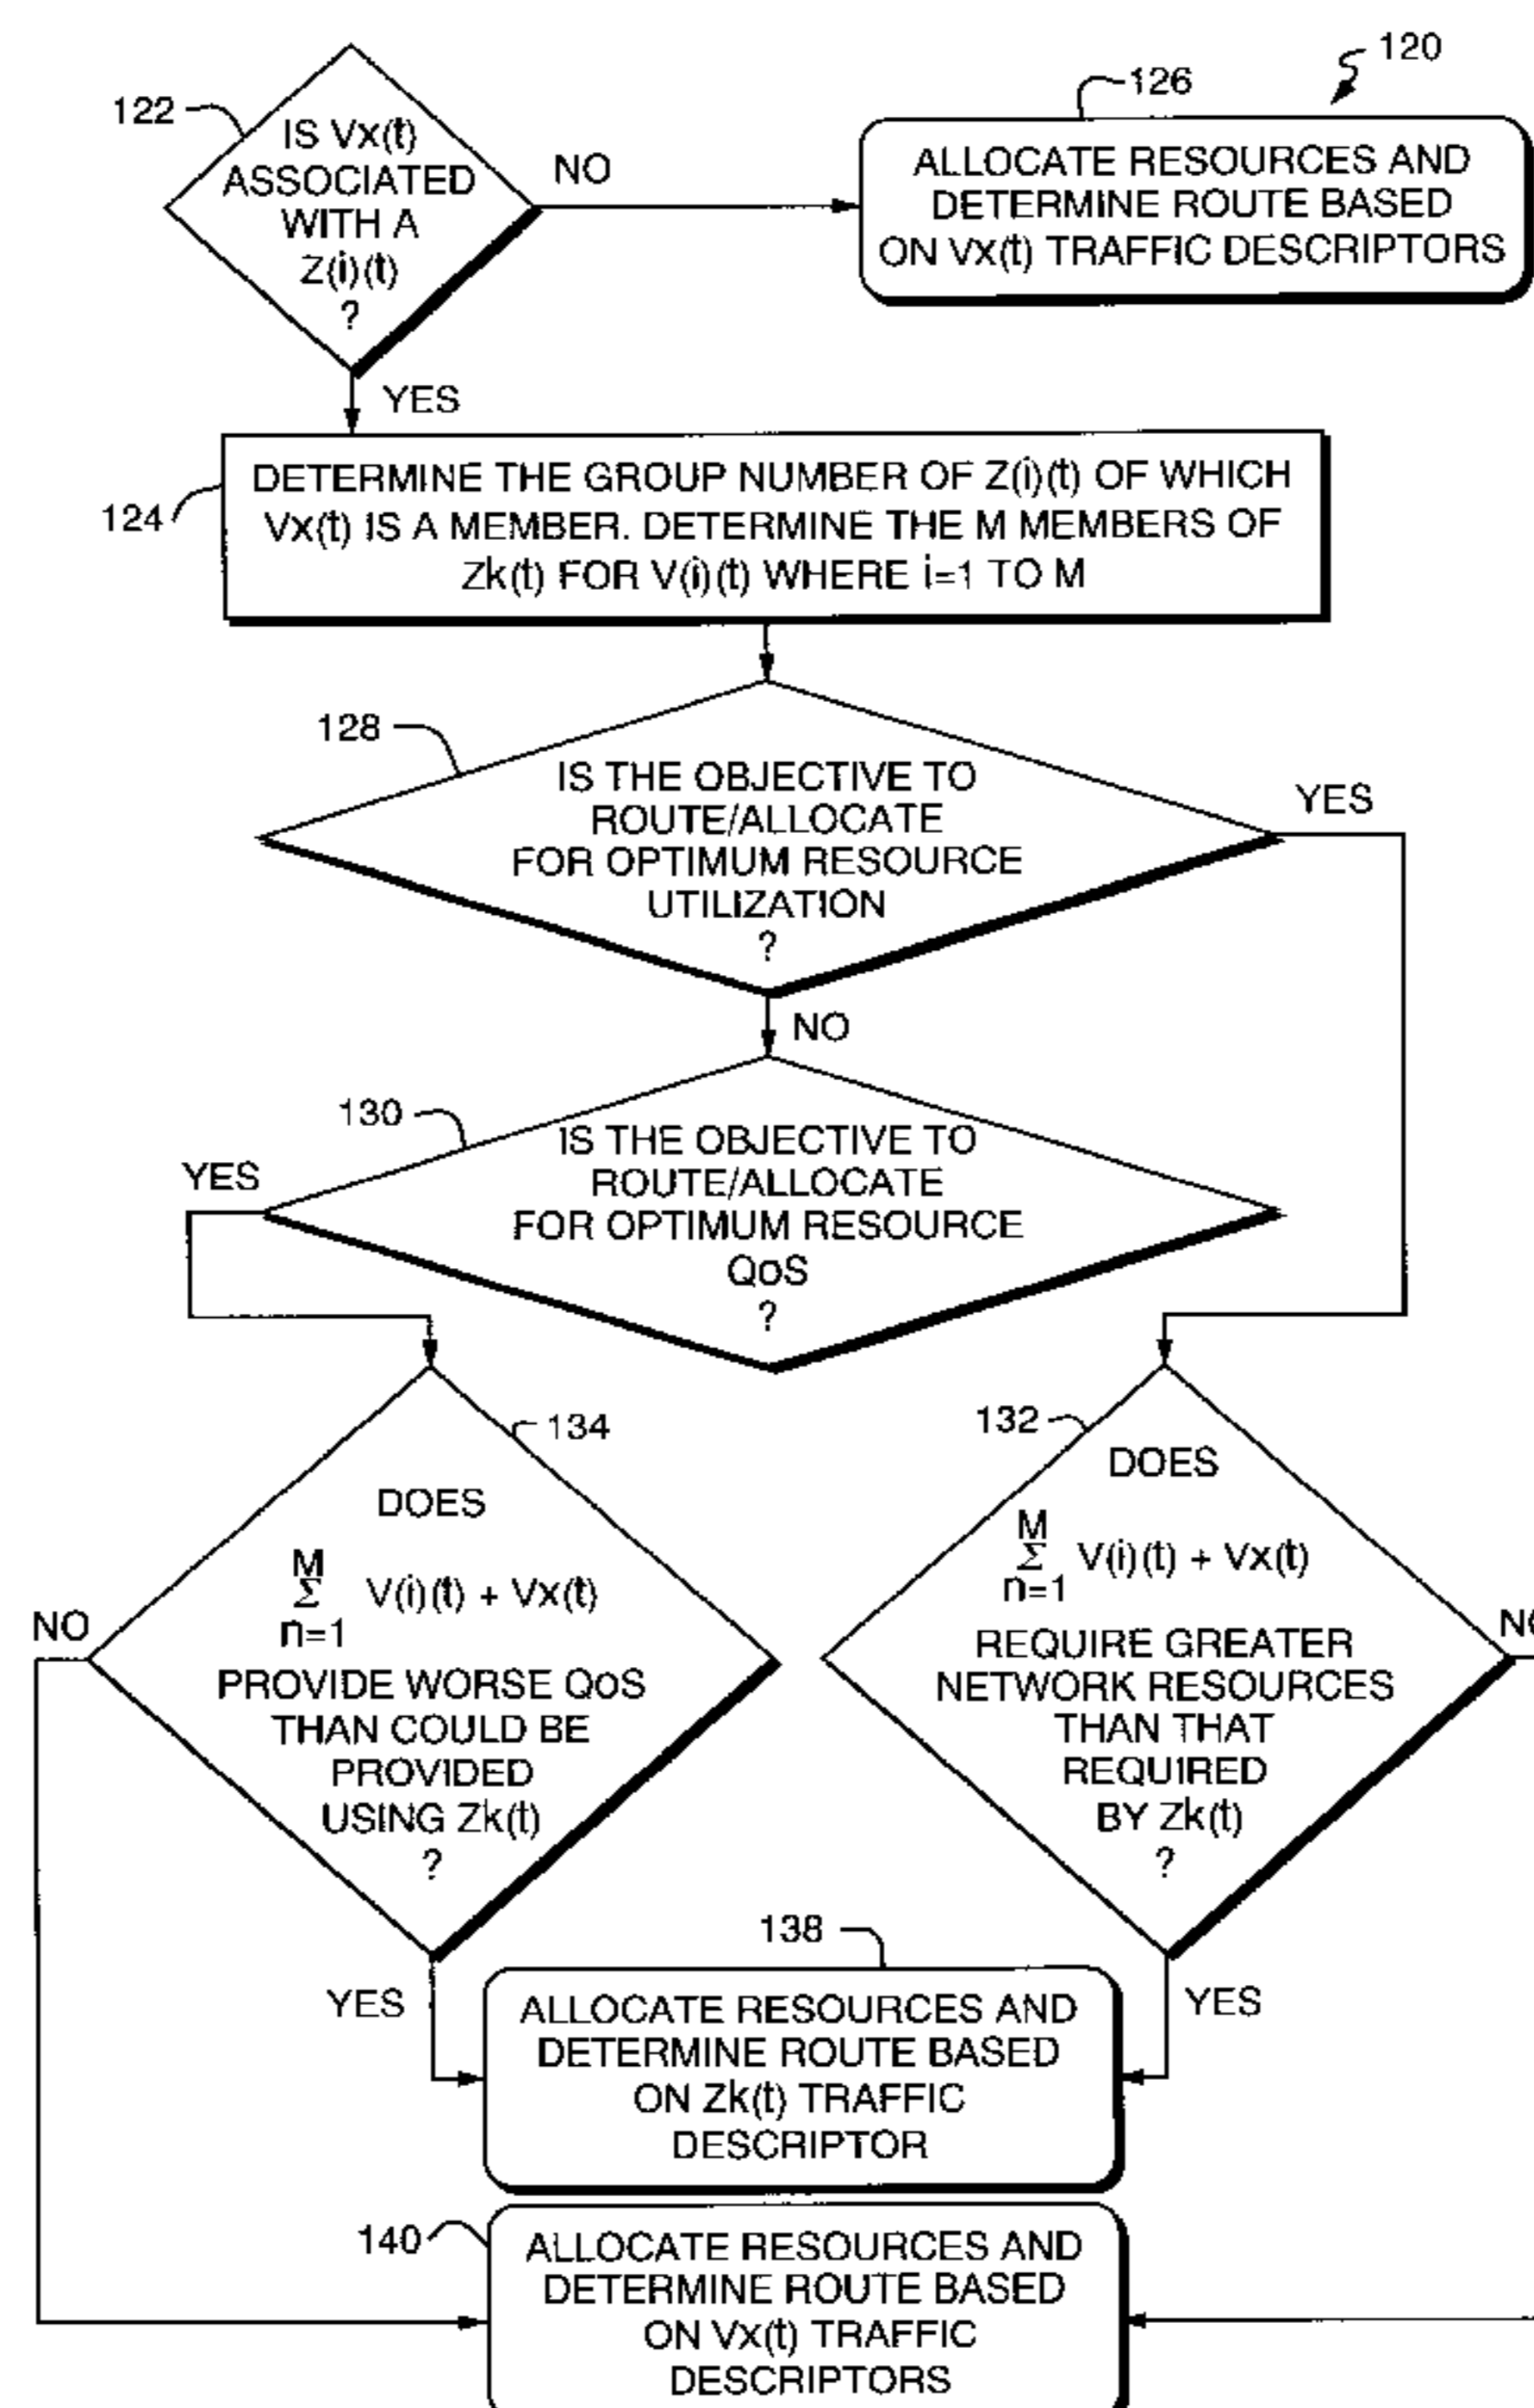 120
122
IS Vx(t)
ASSOCIATED
WITH A
Z(i)(t)
?
NO
126
ALLOCATE RESOURCES AND
DETERMINE ROUTE BASED
ON Vx(t) TRAFFIC DESCRIPTORS
YES
124
DETERMINE THE GROUP NUMBER OF Z(i)(t) OF WHICH
Vx(t) IS A MEMBER. DETERMINE THE M MEMBERS OF
Zk(t) FOR V(i)(t) WHERE i=1 TO M
128
IS THE OBJECTIVE TO
ROUTE/ALLOCATE
FOR OPTIMUM RESOURCE
UTILIZATION
?
YES
NO
130
IS THE OBJECTIVE TO
ROUTE/ALLOCATE
FOR OPTIMUM RESOURCE
QoS
?
YES
134
DOES
M
Σ V(i)(t) + Vx(t)
n=1
PROVIDE WORSE QoS
THAN COULD BE
PROVIDED
USING Zk(t)
?
NO
YES
132
DOES
M
Σ V(i)(t) + Vx(t)
n=1
REQUIRE GREATER
NETWORK RESOURCES
THAN THAT
REQUIRED
BY Zk(t)
?
YES
138
ALLOCATE RESOURCES AND
DETERMINE ROUTE BASED
ON Zk(t) TRAFFIC
DESCRIPTOR
140
ALLOCATE RESOURCES AND
DETERMINE ROUTE BASED
ON Vx(t) TRAFFIC
DESCRIPTORS